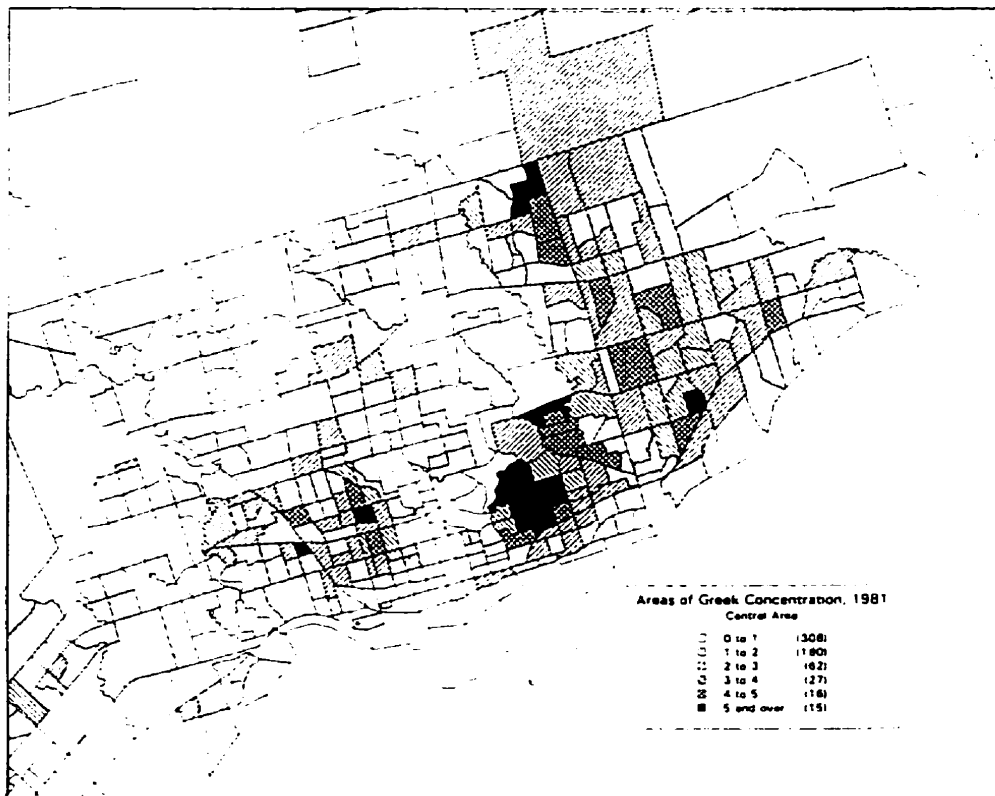 Areas of Greek Concentration, 1981
Central Area
0 to 1 (308)
1 to 2 (180)
2 to 3 (62)
3 to 4 (27)
4 to 5 (16)
5 and over (15)